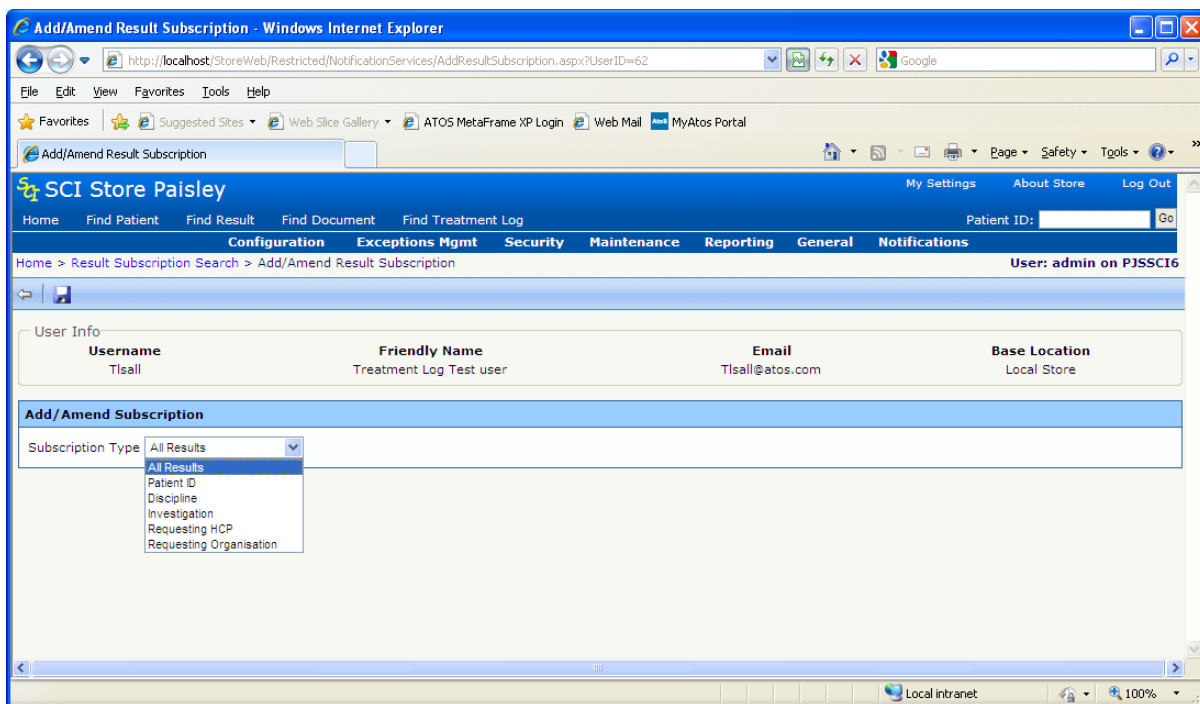 Add/Amend Result Subscription - Windows Internet Explorer
http://localhost/StoreWeb/Restricted/NotificationServices/AddResultSubscription.aspx?UserID=62
Google
File Edit View Favorites Tools Help
Favorites Suggested Sites Web Slice Gallery ATOS MetaFrame XP Login Atos Web Mail MyAtos Portal
Add/Amend Result Subscription Page Safety Tools
SCI Store Paisley My Settings About Store Log Out
Home Find Patient Find Result Find Document Find Treatment Log Patient ID: Go
Configuration Exceptions Mgmt Security Maintenance Reporting General Notifications
Home > Result Subscription Search > Add/Amend Result Subscription User: admin on PJSSCI6
User Info
Username Friendly Name Email Base Location
Tlsall Treatment Log Test user Tlsall@atos.com Local Store
Add/Amend Subscription
Subscription Type All Results
All Results
Patient ID
Discipline
Investigation
Requesting HCP
Requesting Organisation
Local intranet 100%